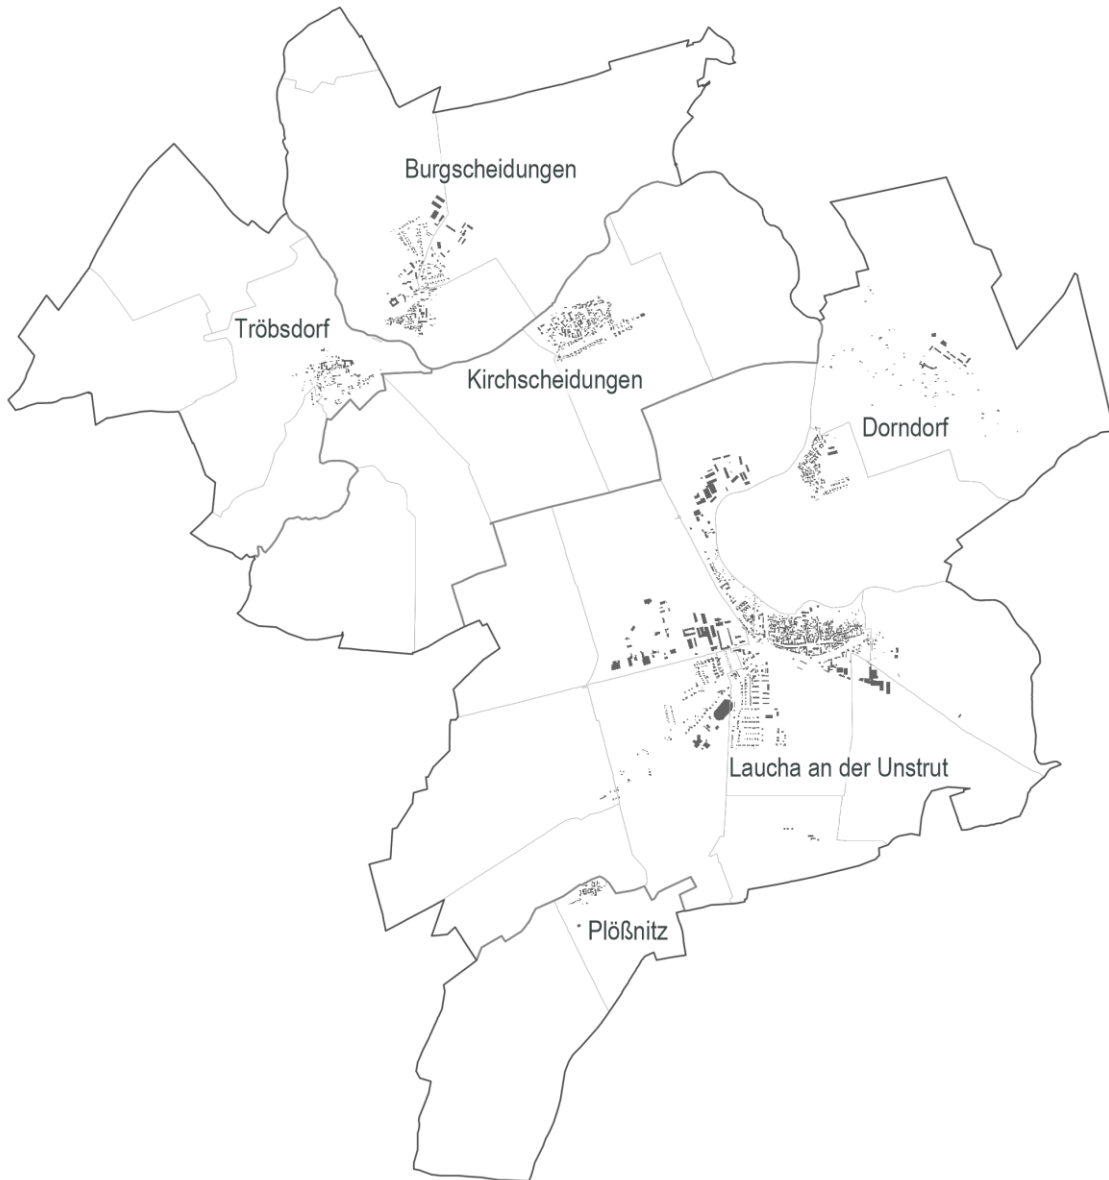 Burgscheidungen
Tröbsdorf
Kirchscheidungen
Dorndorf
Laucha an der Unstrut
Plößnitz